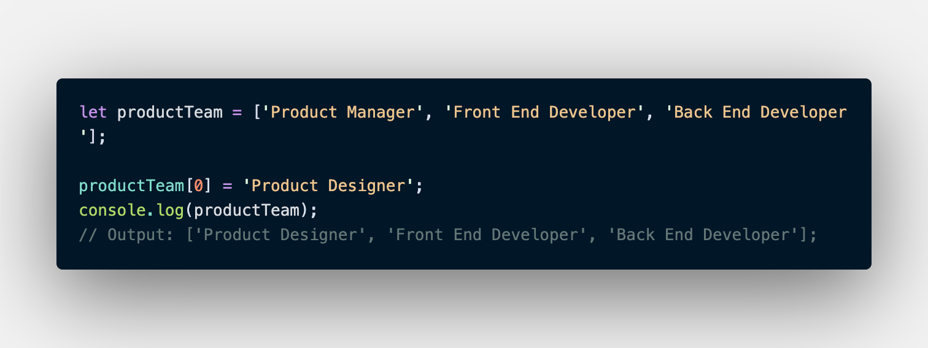 let productTeam = ['Product Manager', 'Front End Developer', 'Back End Developer
'];
productTeam[0] = 'Product Designer';
console.log(productTeam);
// Output: ['Product Designer', 'Front End Developer', 'Back End Developer'];